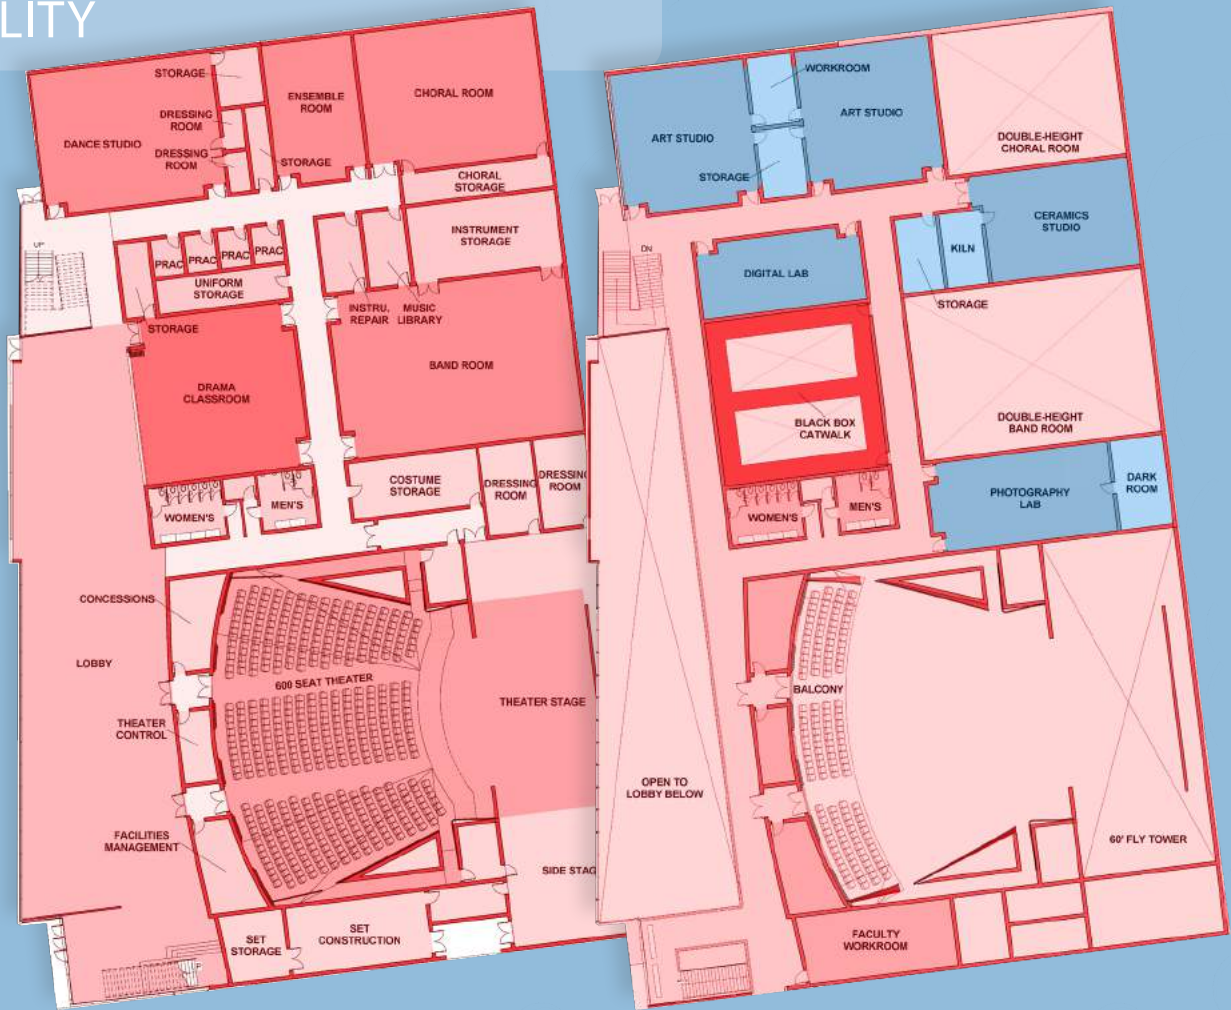 LITY
STORAGE
DRESSING
ROOM
DRESSING
ROOM
DANCE STUDIO
ENSEMBLE
ROOM
CHORAL ROOM
STORAGE
CHORAL
STORAGE
UP
PRAC
PRAC
PRAC
PRAC
UNIFORM
STORAGE
INSTRUMENT
STORAGE
STORAGE
INSTRU.
REPAIR
MUSIC
LIBRARY
DRAMA
CLASSROOM
BAND ROOM
COSTUME
STORAGE
DRESSING
ROOM
DRESSING
ROOM
WOMEN'S
MEN'S
CONCESSIONS
LOBBY
600 SEAT THEATER
THEATER STAGE
THEATER
CONTROL
FACILITIES
MANAGEMENT
SIDE STAG
SET
STORAGE
SET
CONSTRUCTION
WORKROOM
ART STUDIO
ART STUDIO
STORAGE
DOUBLE-HEIGHT
CHORAL ROOM
DN
CERAMICS
STUDIO
KILN
DIGITAL LAB
STORAGE
BLACK BOX
CATWALK
DOUBLE-HEIGHT
BAND ROOM
WOMEN'S
MEN'S
PHOTOGRAPHY
LAB
DARK
ROOM
BALCONY
OPEN TO
LOBBY BELOW
60' FLY TOWER
FACULTY
WORKROOM